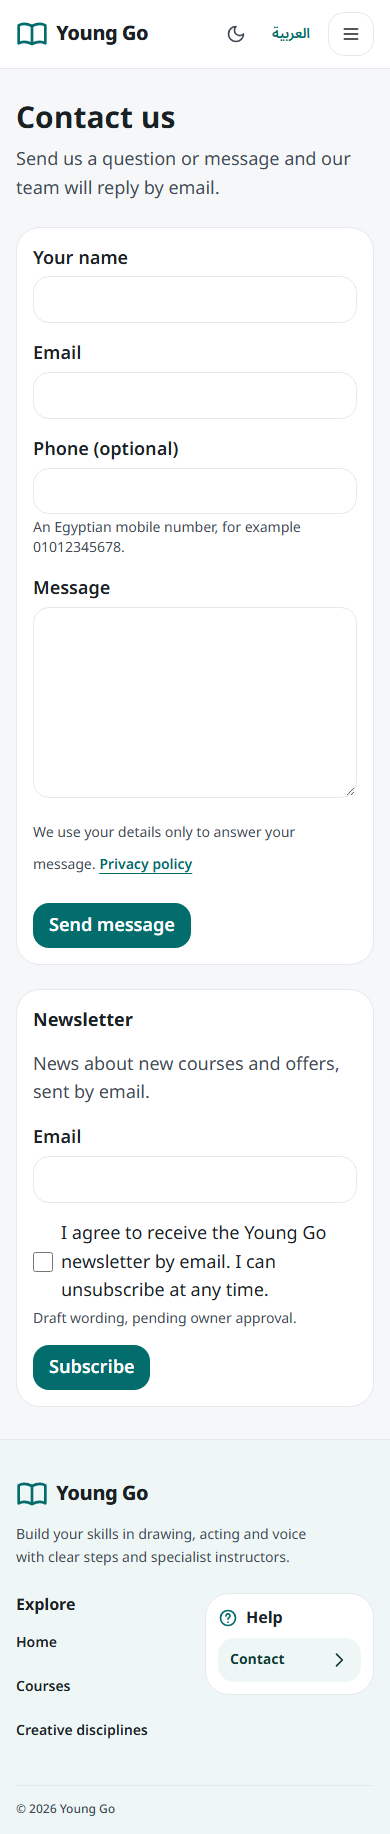 Young Go
العربية
Contact us
Send us a question or message and our
team will reply by email.
Your name
Email
Phone (optional)
An Egyptian mobile number, for example
01012345678.
Message
We use your details only to answer your
message. Privacy policy
Send message
Newsletter
News about new courses and offers,
sent by email.
Email
I agree to receive the Young Go
newsletter by email. I can
unsubscribe at any time.
Draft wording, pending owner approval.
Subscribe
Young Go
Build your skills in drawing, acting and voice
with clear steps and specialist instructors.
Explore
Home
Courses
Creative disciplines
Help
Contact
© 2026 Young Go